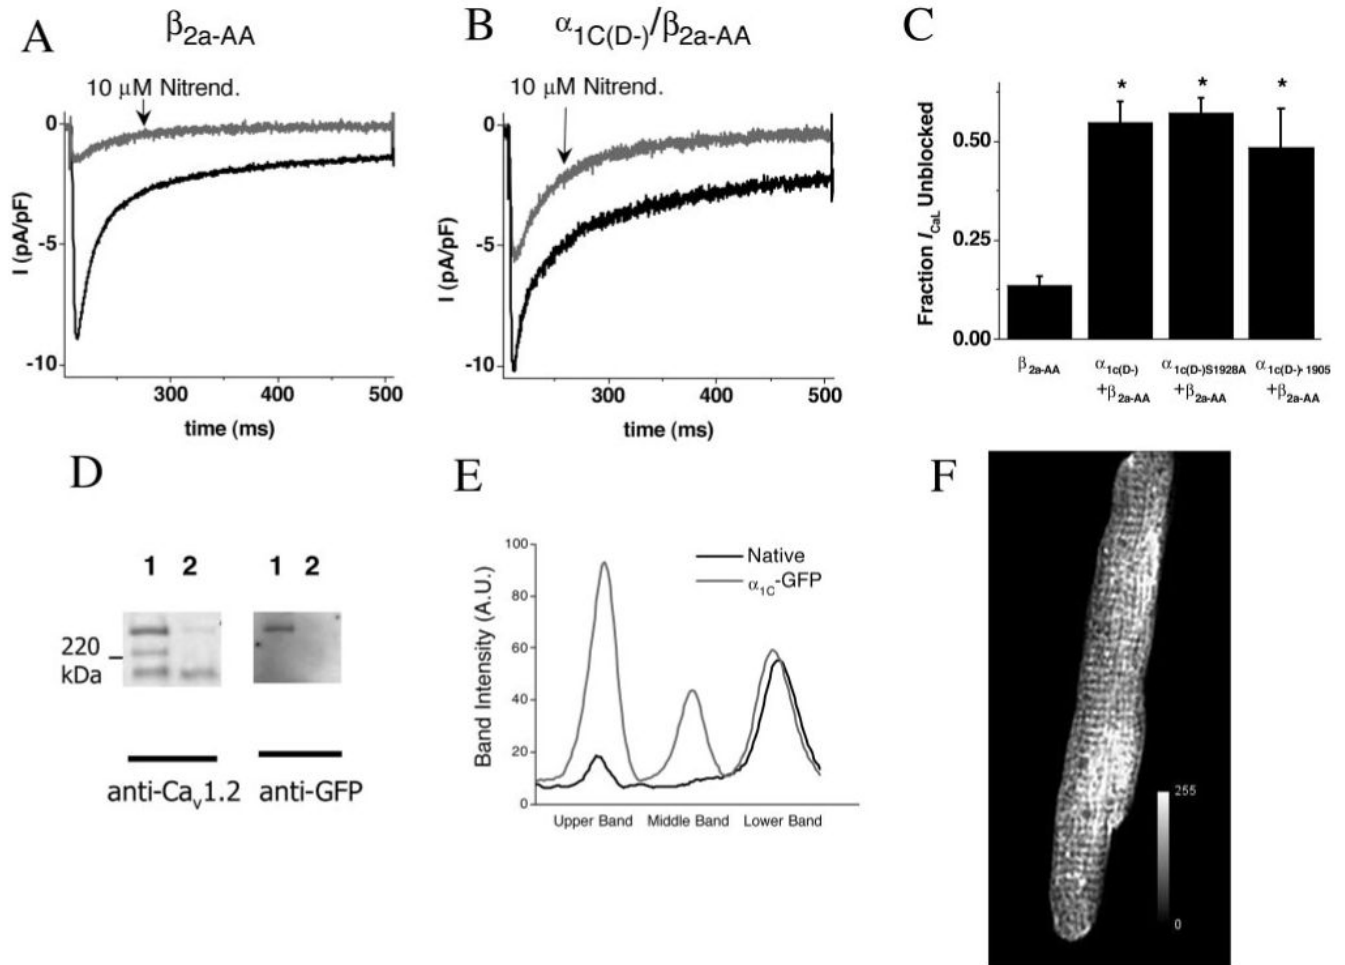 A
β2a-AA
B
α1C(D-)/β2a-AA
C
10 μM Nitrend.
0
-5
-10
I (pA/pF)
300
500
time (ms)
10 μM Nitrend.
0
-5
-10
I (pA/pF)
300
500
time (ms)
Fraction ICaL Unblocked
0.50
0.25
0.00
*
*
*
β2a-AA
α1c(D-)
+β2a-AA
α1c(D-)S1928A
+β2a-AA
α1c(D-)· 1905
+β2a-AA
D
1 2
1 2
220
kDa
anti-Cav1.2
anti-GFP
E
Band Intensity (A.U.)
100
80
60
40
20
0
Native
α1C-GFP
Upper Band
Middle Band
Lower Band
F
255
0